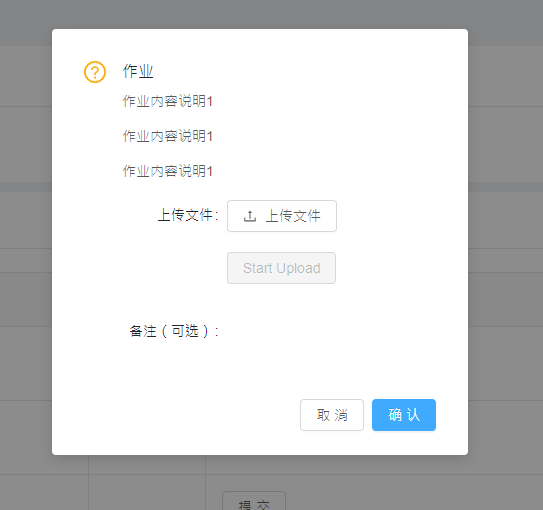 作业
作业内容说明1
作业内容说明1
作业内容说明1
上传文件:
上传文件
Start Upload
备注（可选）:
取 消
确 认
提 交